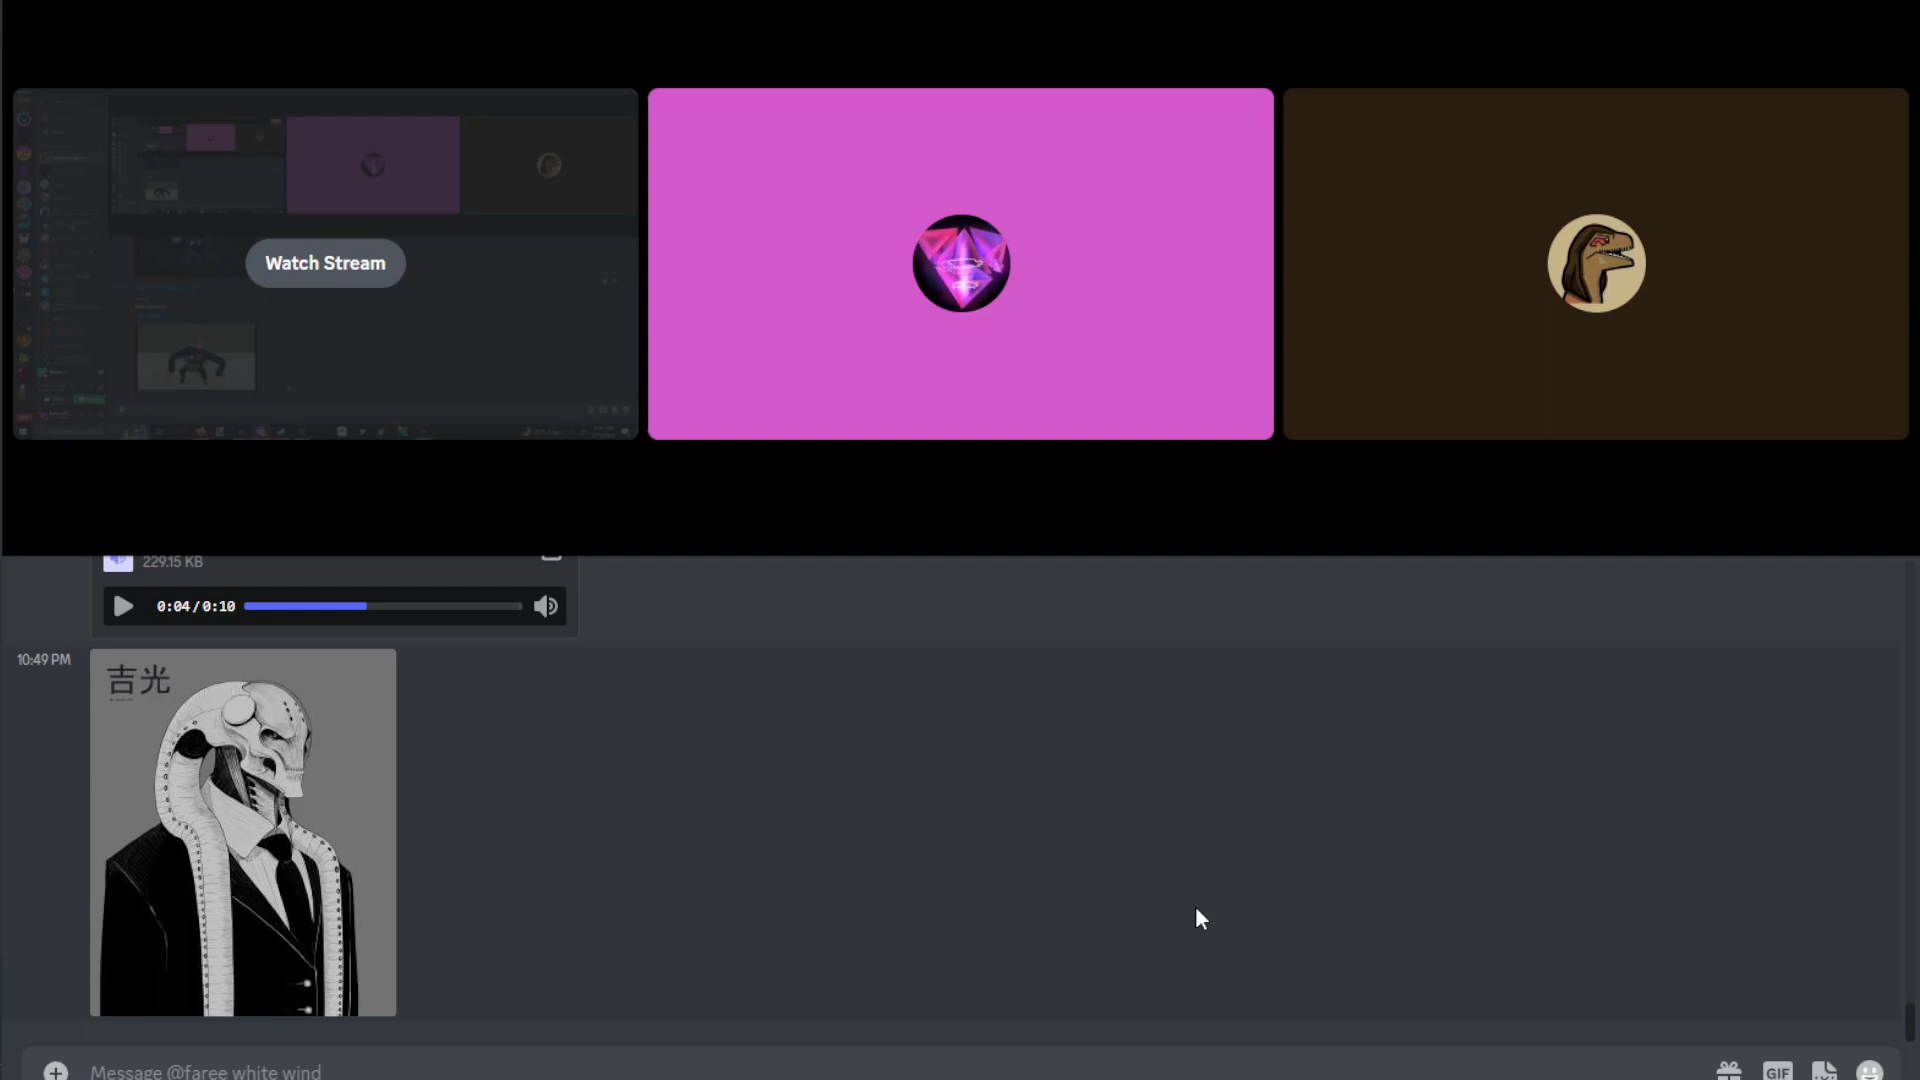 Watch Stream
229.15 KB
0:04/0:10
10:49 PM
吉光
Message @faree white wind
GIF